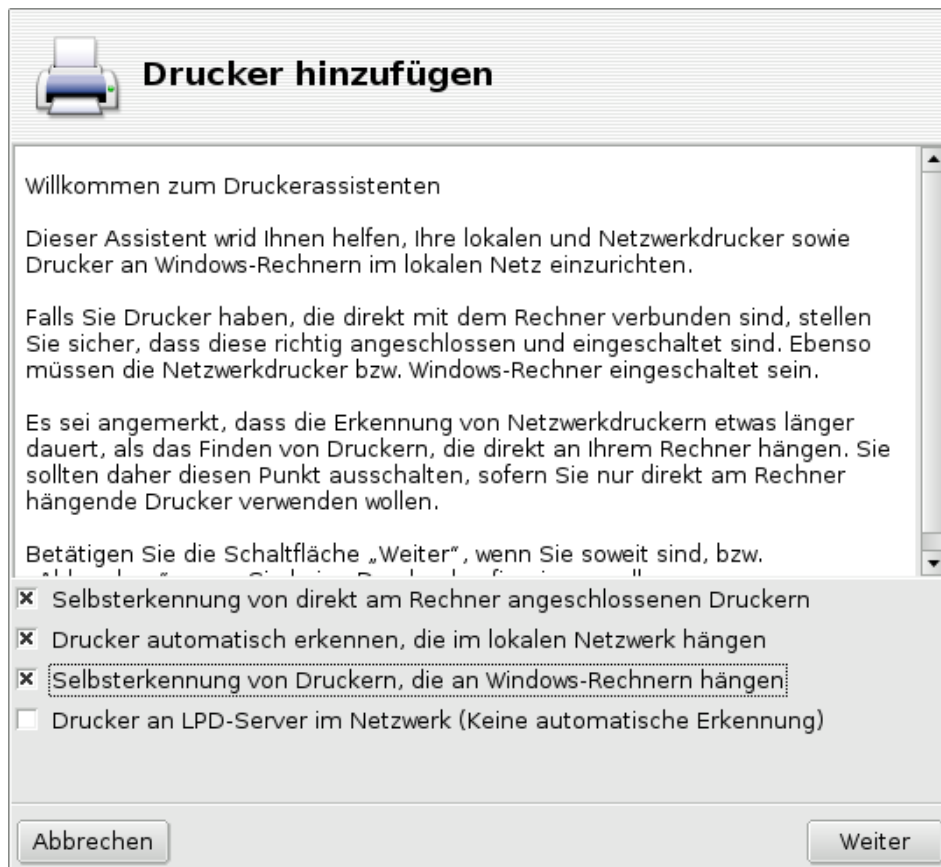 Drucker hinzufügen
Willkommen zum Druckerassistenten
Dieser Assistent wrid Ihnen helfen, Ihre lokalen und Netzwerkdrucker sowie
Drucker an Windows-Rechnern im lokalen Netz einzurichten.
Falls Sie Drucker haben, die direkt mit dem Rechner verbunden sind, stellen
Sie sicher, dass diese richtig angeschlossen und eingeschaltet sind. Ebenso
müssen die Netzwerkdrucker bzw. Windows-Rechner eingeschaltet sein.
Es sei angemerkt, dass die Erkennung von Netzwerkdruckern etwas länger
dauert, als das Finden von Druckern, die direkt an Ihrem Rechner hängen. Sie
sollten daher diesen Punkt ausschalten, sofern Sie nur direkt am Rechner
hängende Drucker verwenden wollen.
Betätigen Sie die Schaltfläche „Weiter“, wenn Sie soweit sind, bzw.
Selbsterkennung von direkt am Rechner angeschlossenen Druckern
Drucker automatisch erkennen, die im lokalen Netzwerk hängen
Selbsterkennung von Druckern, die an Windows-Rechnern hängen
Drucker an LPD-Server im Netzwerk (Keine automatische Erkennung)
Abbrechen
Weiter